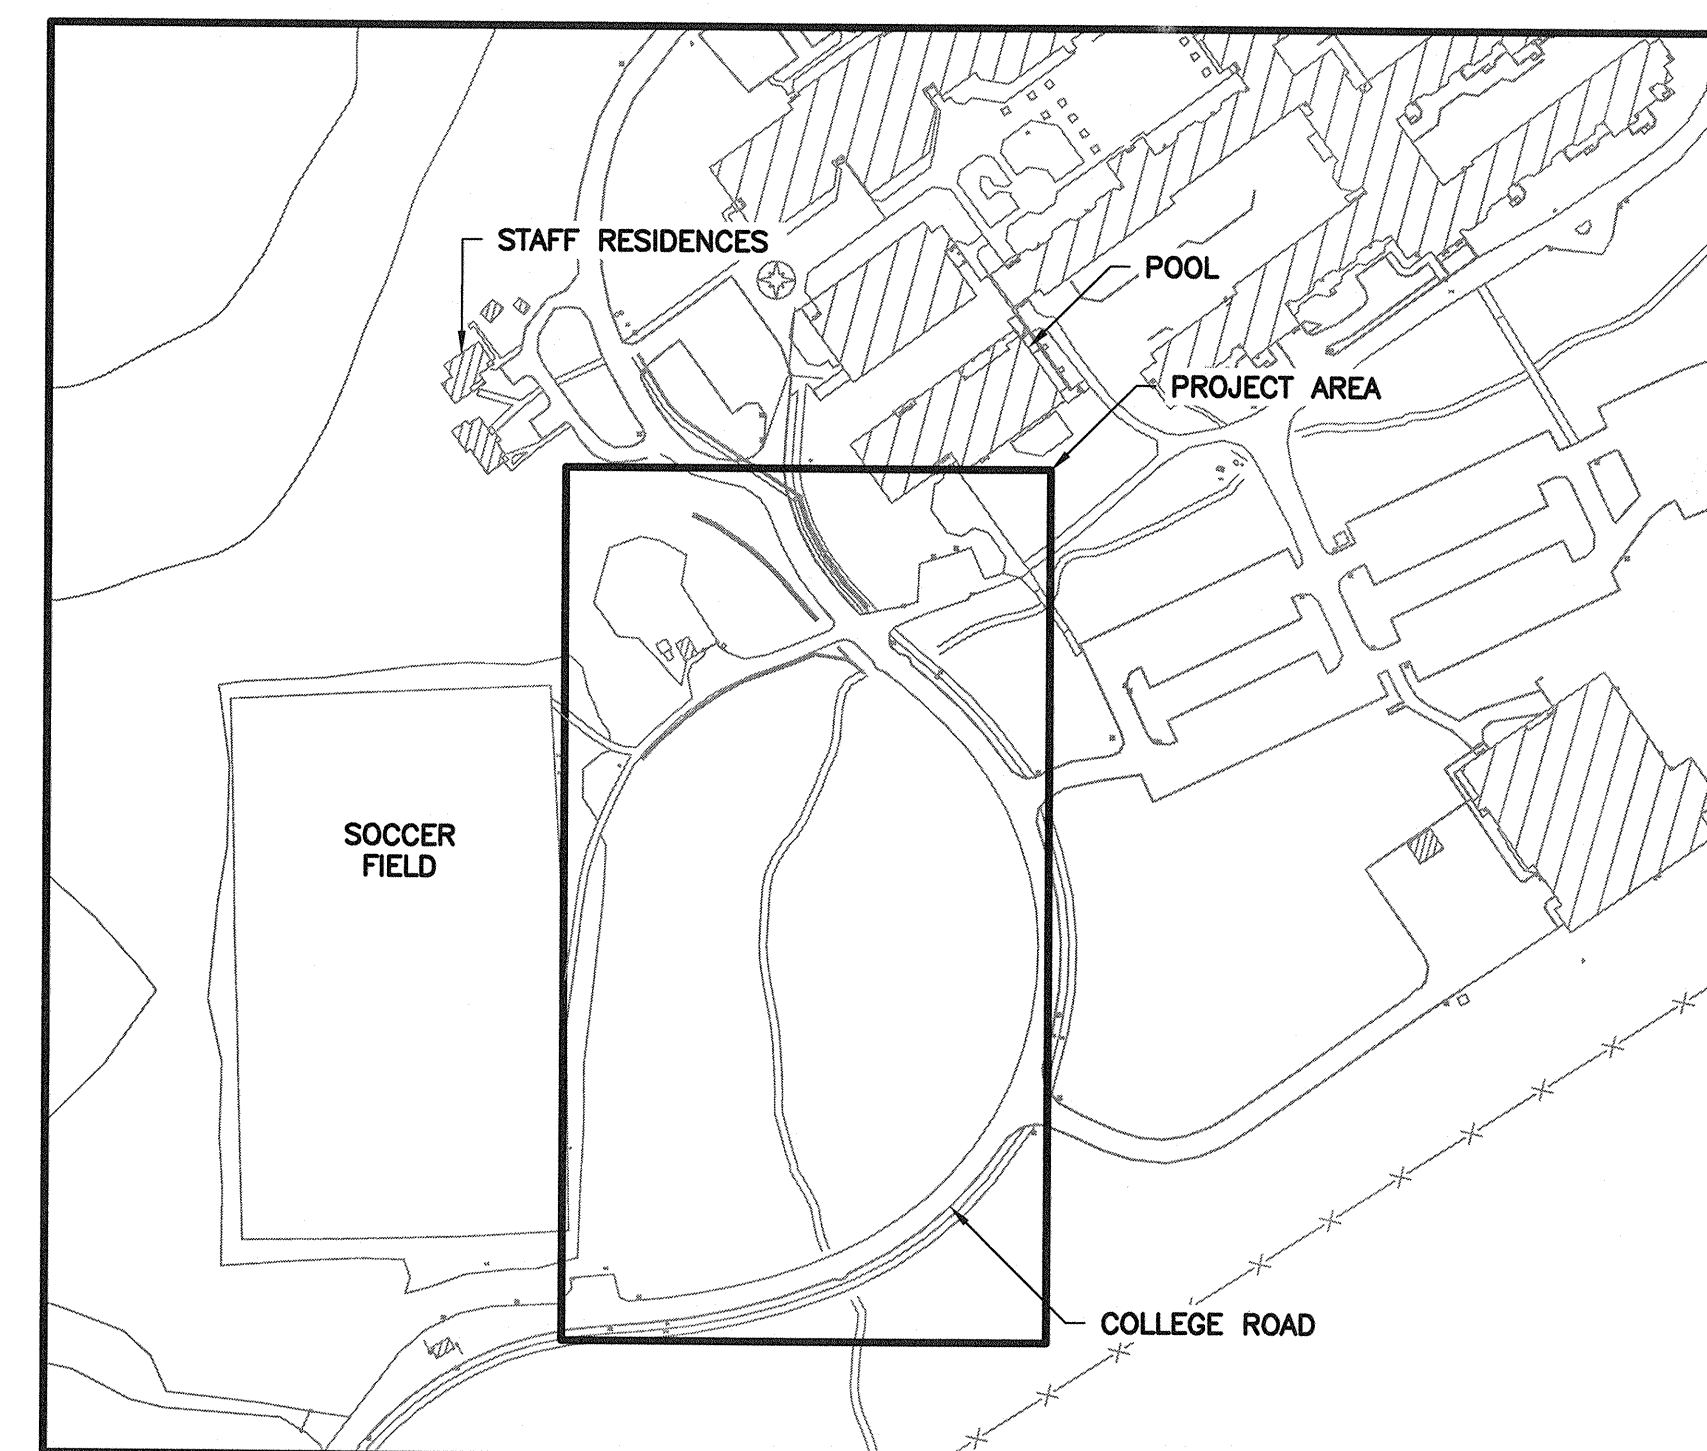 STAFF RESIDENCES
POOL
PROJECT AREA
SOCCER
FIELD
COLLEGE ROAD